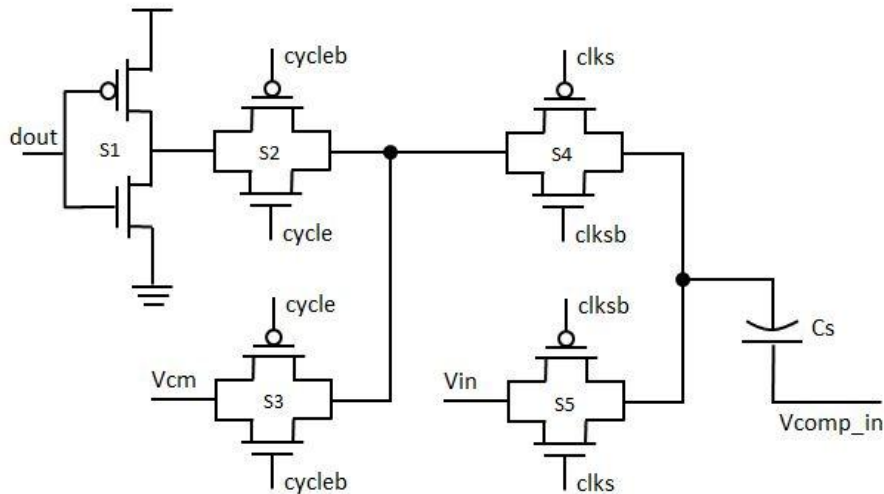 cycleb
clks
dout
S1
S2
S4
cycle
clksb
cycle
clksb
Vcm
S3
Vin
S5
Cs
Vcomp_in
cycleb
clks